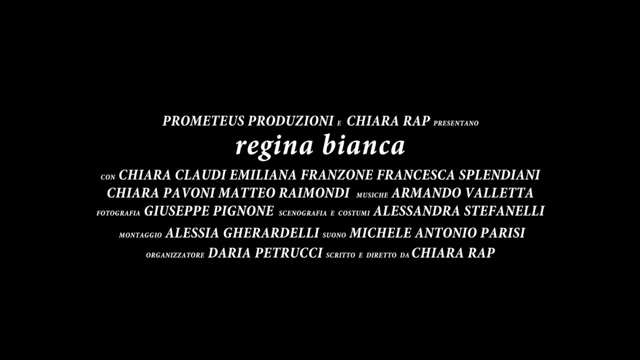 PROMETEUS PRODUZIONI E CHIARA RAP PRESENTANO
regina bianca
CON CHIARA CLAUDI EMILIANA FRANZONE FRANCESCA SPLENDIANI
CHIARA PAVONI MATTEO RAIMONDI MUSICHE ARMANDO VALLETTA
FOTOGRAFIA GIUSEPPE PIGNONE SCENOGRAFIA E COSTUMI ALESSANDRA STEFANELLI
MONTAGGIO ALESSIA GHERARDELLI SUONO MICHELE ANTONIO PARISI
ORGANIZZATORE DARIA PETRUCCI SCRITTO E DIRETTO DA CHIARA RAP